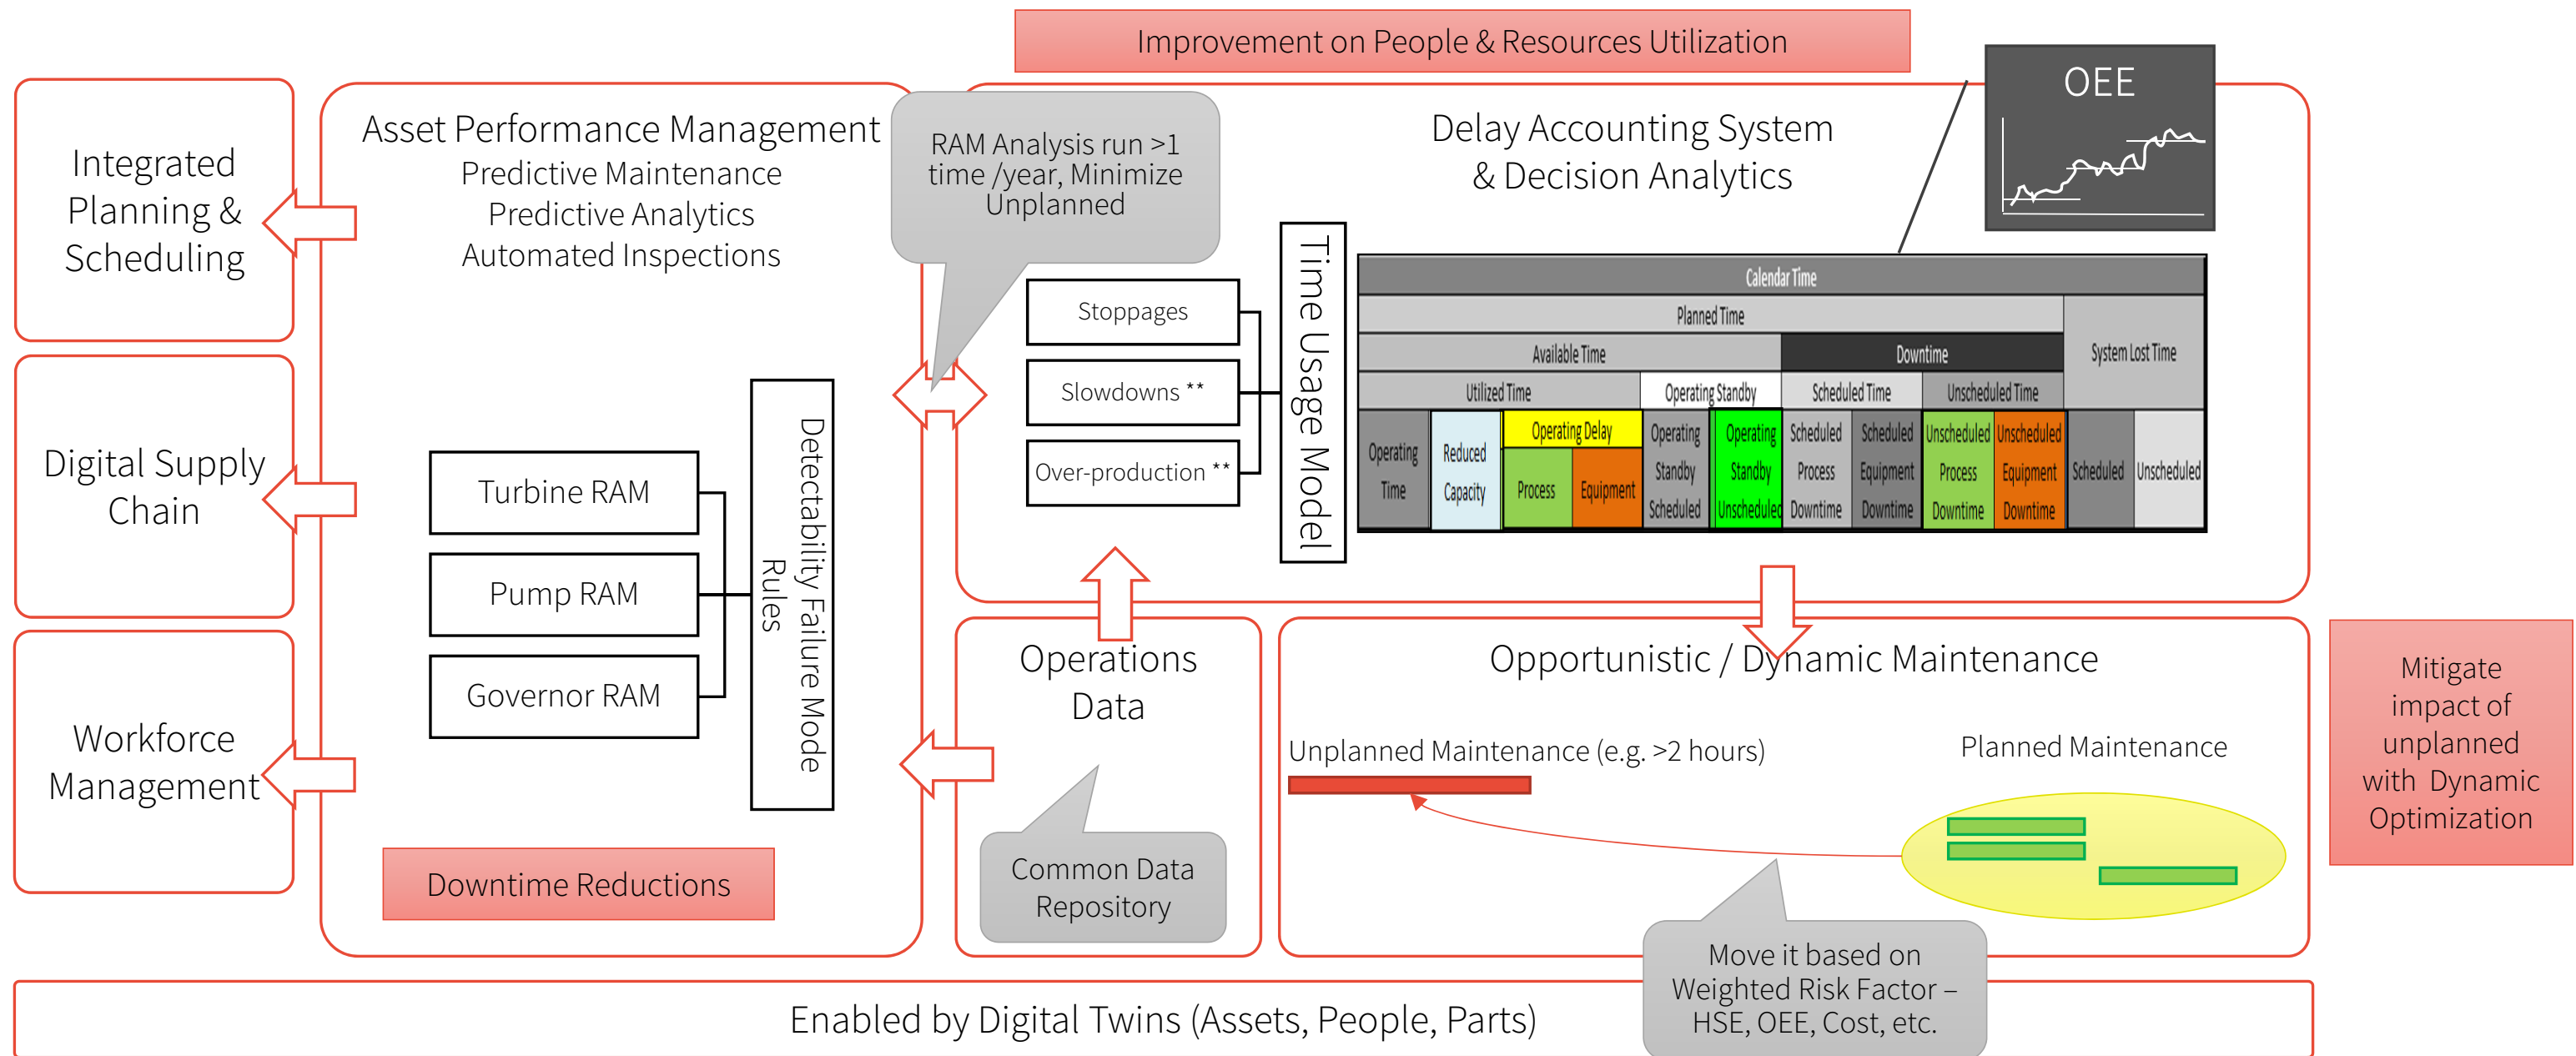 Improvement on People & Resources Utilization
OEE
Integrated
Planning &
Scheduling
Digital Supply
Chain
Workforce
Management
Asset Performance Management
Predictive Maintenance
Predictive Analytics
Automated Inspections
Turbine RAM
Pump RAM
Governor RAM
Detectability Failure Mode
Rules
Downtime Reductions
RAM Analysis run >1
time /year, Minimize
Unplanned
Delay Accounting System
& Decision Analytics
Stoppages
Slowdowns **
Over-production **
Time Usage Model
Calendar Time
Planned Time
System Lost Time
Available Time
Downtime
Utilized Time
Operating Standby
Scheduled Time
Unscheduled Time
Operating
Time
Reduced
Capacity
Operating Delay
Process
Equipment
Operating
Standby
Scheduled
Operating
Standby
Unscheduled
Scheduled
Process
Downtime
Scheduled
Equipment
Downtime
Unscheduled
Process
Downtime
Unscheduled
Equipment
Downtime
Scheduled
Unscheduled
Operations
Data
Common Data
Repository
Opportunistic / Dynamic Maintenance
Unplanned Maintenance (e.g. >2 hours)
Planned Maintenance
Move it based on
Weighted Risk Factor –
HSE, OEE, Cost, etc.
Mitigate
impact of
unplanned
with Dynamic
Optimization
Enabled by Digital Twins (Assets, People, Parts)